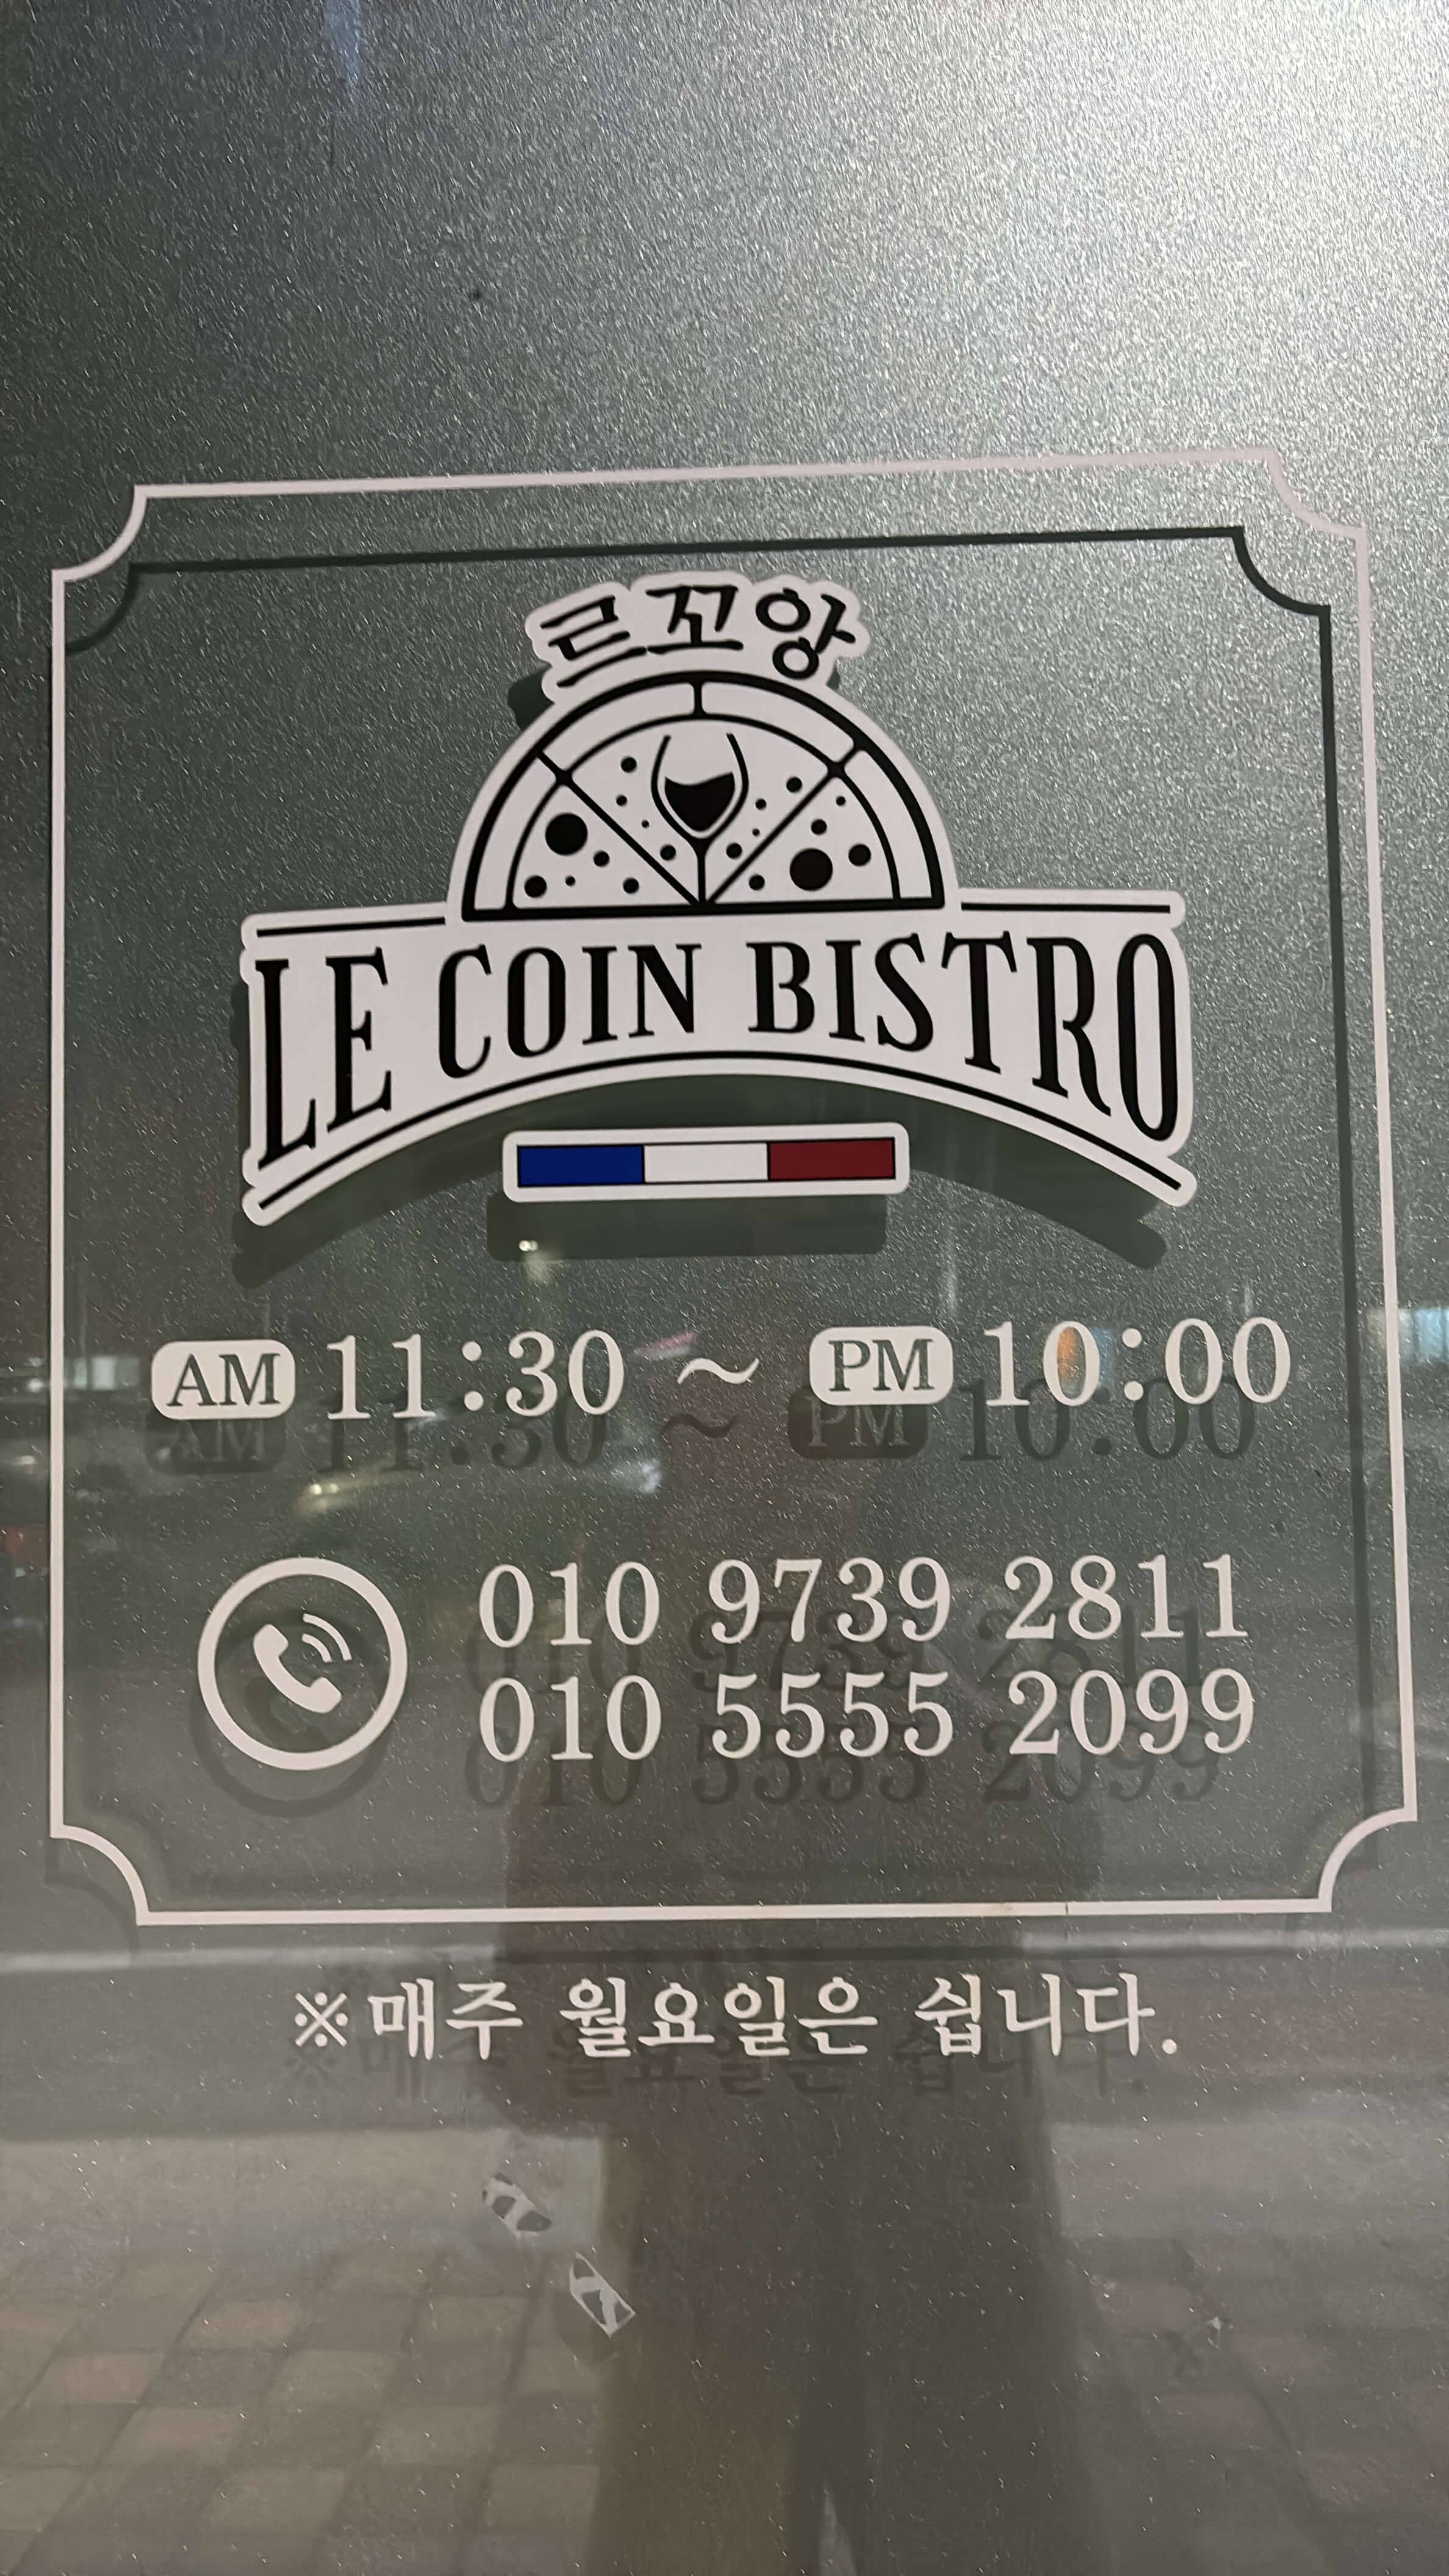 르꼬앙
LE COIN BISTRO
AM 11:30 ~ PM 10:00
010 9739 2811
010 5555 2099
※매주 월요일은 쉽니다.